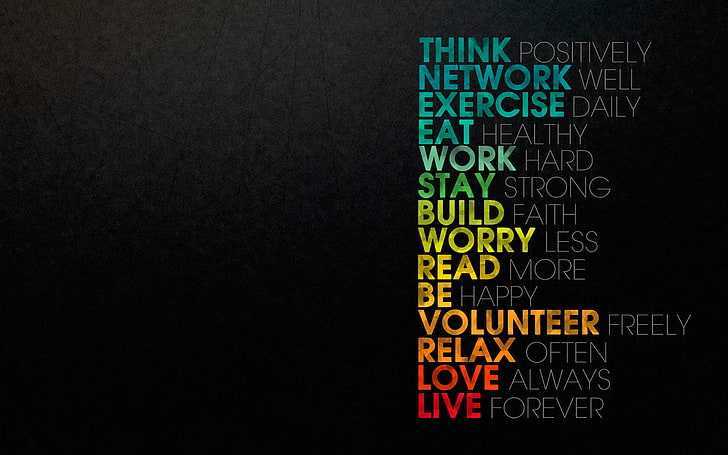 THINK POSITIVELY
NETWORK WELL
EXERCISE DAILY
EAT HEALTHY
WORK HARD
STAY STRONG
BUILD FAITH
WORRY LESS
READ MORE
BE HAPPY
VOLUNTEER FREELY
RELAX OFTEN
LOVE ALWAYS
LIVE FOREVER